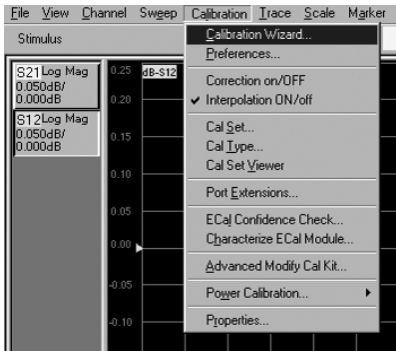 File View Channel Sweep Calibration Trace Scale Marker
Stimulus
Calibration Wizard...
Preferences...
Correction on/OFF
✓ Interpolation ON/off
Cal Set...
Cal Type...
Cal Set Viewer
Port Extensions...
ECal Confidence Check...
Characterize ECal Module...
Advanced Modify Cal Kit...
Power Calibration...
Properties...
S21 Log Mag
0.050dB/
0.000dB
S12 Log Mag
0.050dB/
0.000dB
dB-S12
0.25
0.20
0.15
0.10
0.05
0.00
-0.05
-0.10